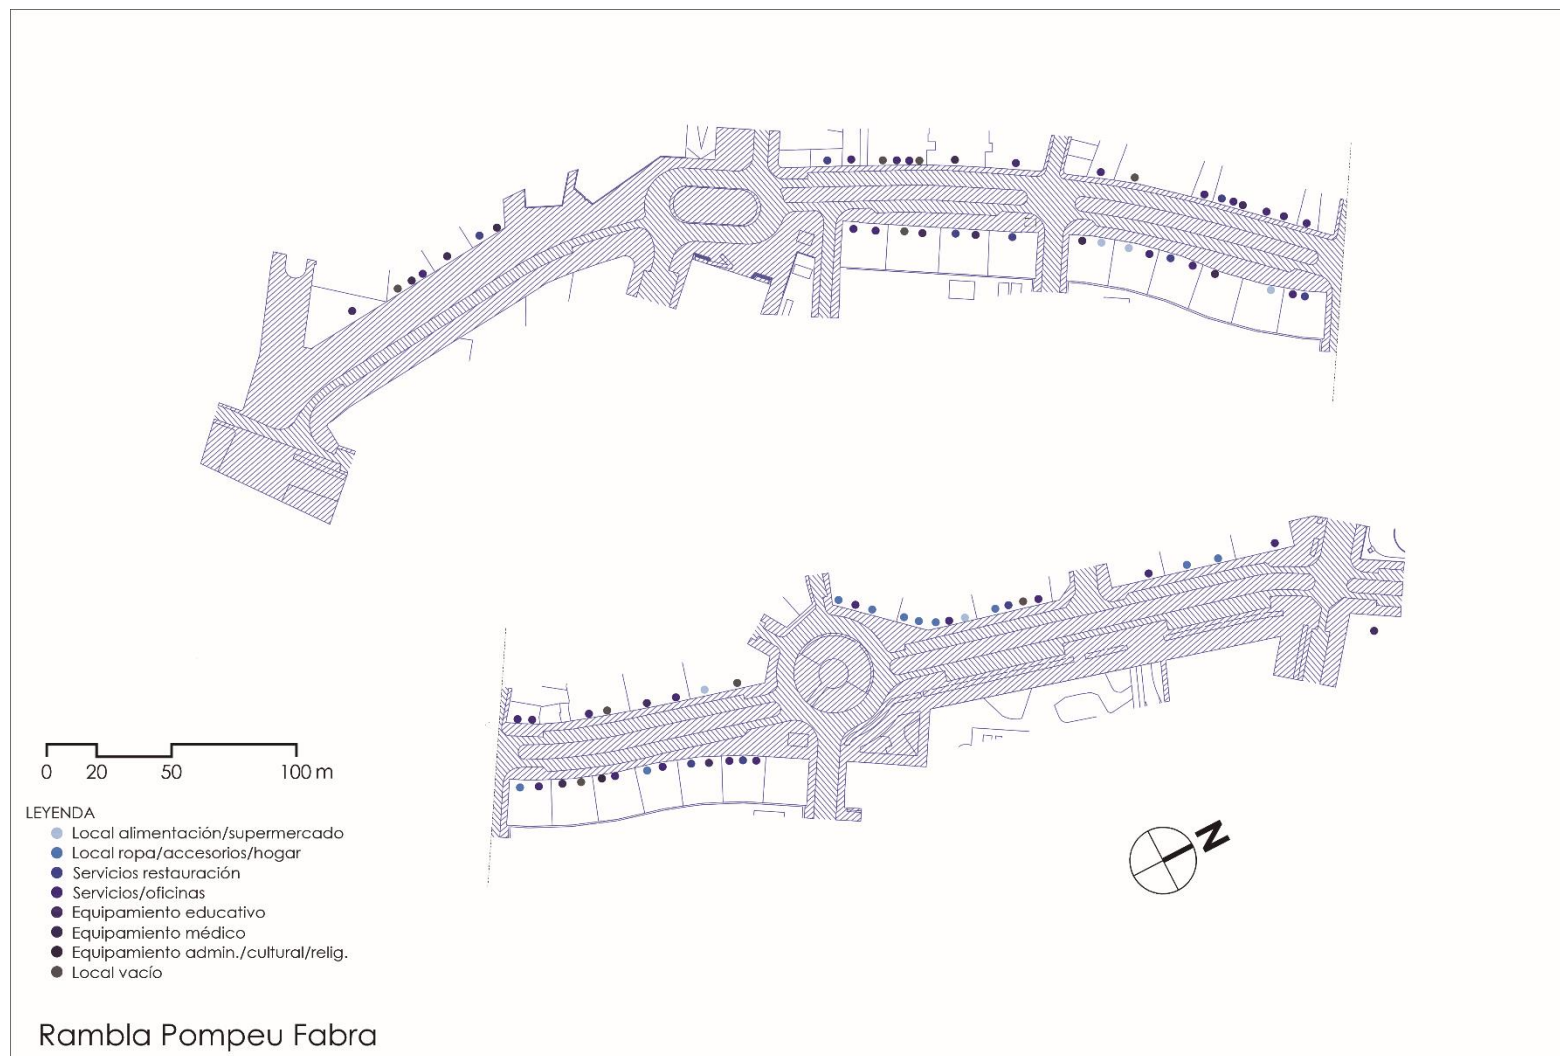 0 20 50 100 m
LEYENDA
Local alimentación/supermercado
Local ropa/accesorios/hogar
Servicios restauración
Servicios/oficinas
Equipamiento educativo
Equipamiento médico
Equipamiento admin./cultural/relig.
Local vacío
N
Rambla Pompeu Fabra